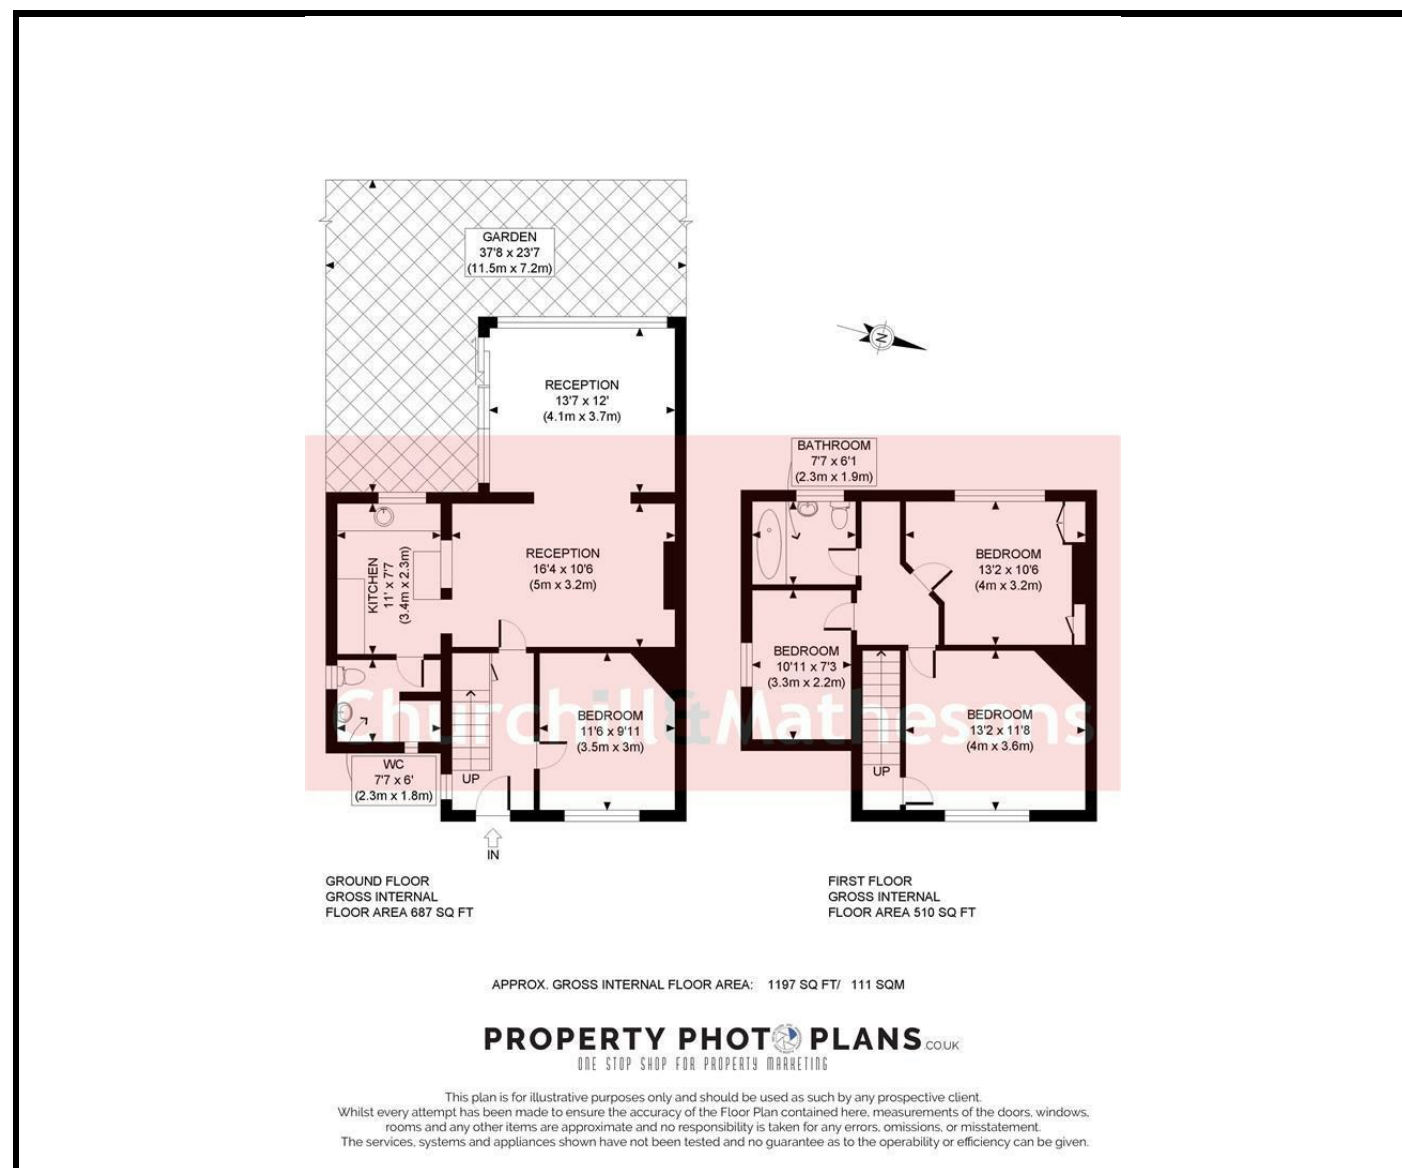 GARDEN
37'8 x 23'7
(11.5m x 7.2m)
RECEPTION
13'7 x 12'
(4.1m x 3.7m)
N
BATHROOM
7'7 x 6'1
(2.3m x 1.9m)
KITCHEN
11' x 7'7
(3.4m x 2.3m)
RECEPTION
16'4 x 10'6
(5m x 3.2m)
BEDROOM
13'2 x 10'6
(4m x 3.2m)
BEDROOM
10'11 x 7'3
(3.3m x 2.2m)
Churchill&Mathesons
BEDROOM
11'6 x 9'11
(3.5m x 3m)
BEDROOM
13'2 x 11'8
(4m x 3.6m)
WC
7'7 x 6'
(2.3m x 1.8m)
UP
UP
IN
GROUND FLOOR
GROSS INTERNAL
FLOOR AREA 687 SQ FT
FIRST FLOOR
GROSS INTERNAL
FLOOR AREA 510 SQ FT
APPROX. GROSS INTERNAL FLOOR AREA: 1197 SQ FT/ 111 SQM
PROPERTY PHOTO PLANS.CO.UK
ONE STOP SHOP FOR PROPERTY MARKETING
This plan is for illustrative purposes only and should be used as such by any prospective client.
Whilst every attempt has been made to ensure the accuracy of the Floor Plan contained here, measurements of the doors, windows,
rooms and any other items are approximate and no responsibility is taken for any errors, omissions, or misstatement.
The services, systems and appliances shown have not been tested and no guarantee as to the operability or efficiency can be given.